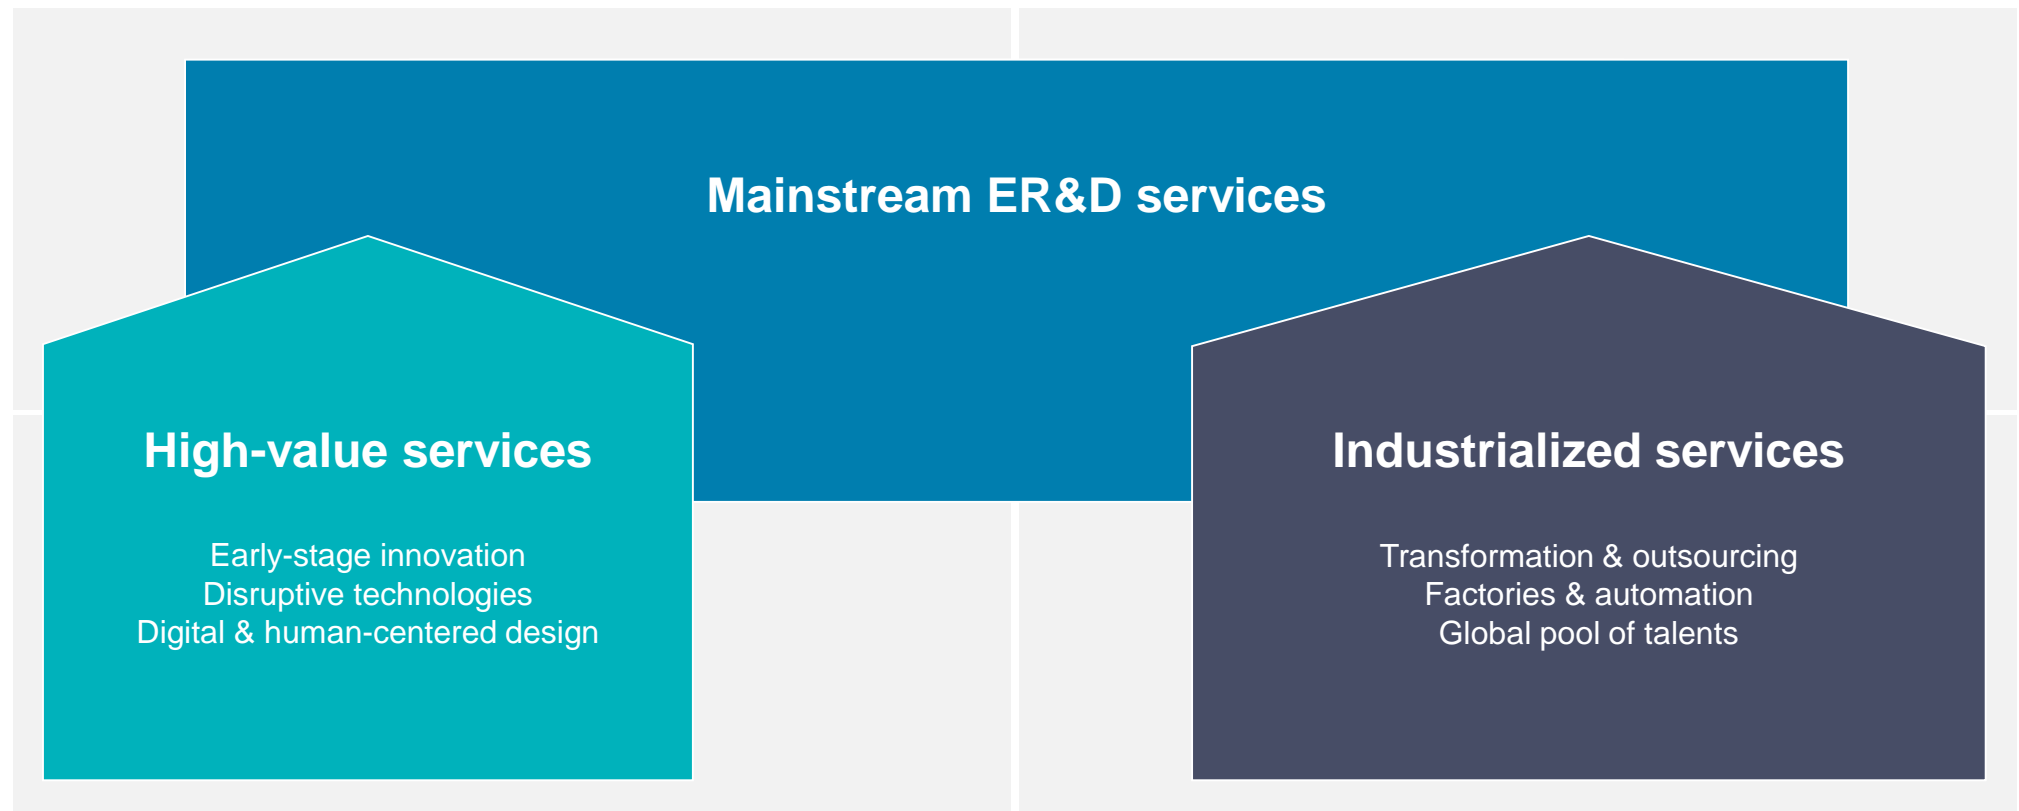 Mainstream ER&D services
High-value services
Early-stage innovation
Disruptive technologies
Digital & human-centered design
Industrialized services
Transformation & outsourcing
Factories & automation
Global pool of talents